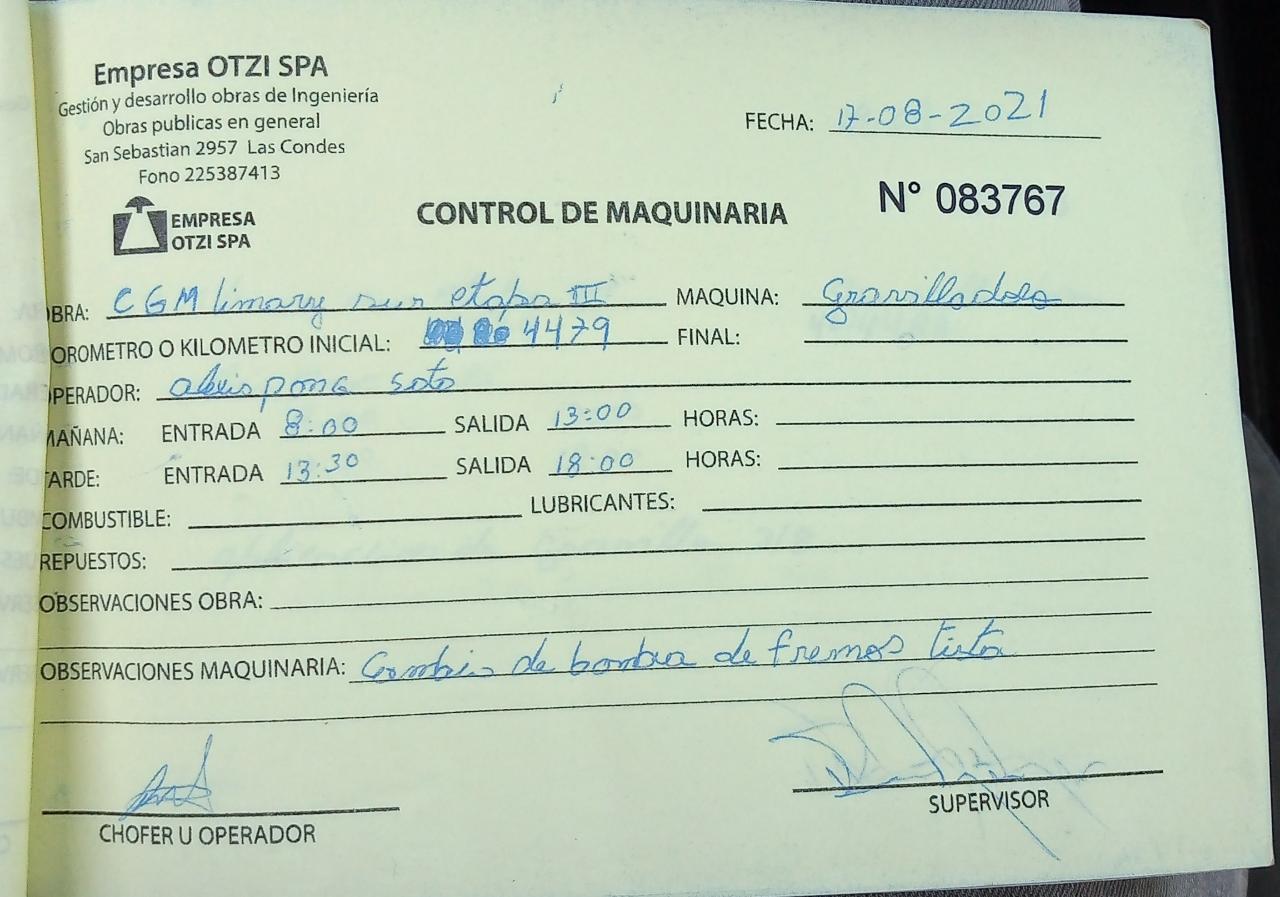 Empresa OTZI SPA
Gestión y desarrollo obras de Ingeniería
Obras publicas en general
San Sebastian 2957 Las Condes
Fono 225387413
EMPRESA
OTZI SPA
FECHA: 17-08-2021
CONTROL DE MAQUINARIA
N° 083767
OBRA: CGM limary sur etapa III MAQUINA: Gravilladora
OROMETRO O KILOMETRO INICIAL: 4479 FINAL:
OPERADOR: alexis pona soto
MAÑANA: ENTRADA 8:00 SALIDA 13:00 HORAS:
TARDE: ENTRADA 13:30 SALIDA 18:00 HORAS:
COMBUSTIBLE: LUBRICANTES:
REPUESTOS:
OBSERVACIONES OBRA:
OBSERVACIONES MAQUINARIA: Cambio de bomba de frenos lista
CHOFER U OPERADOR
SUPERVISOR